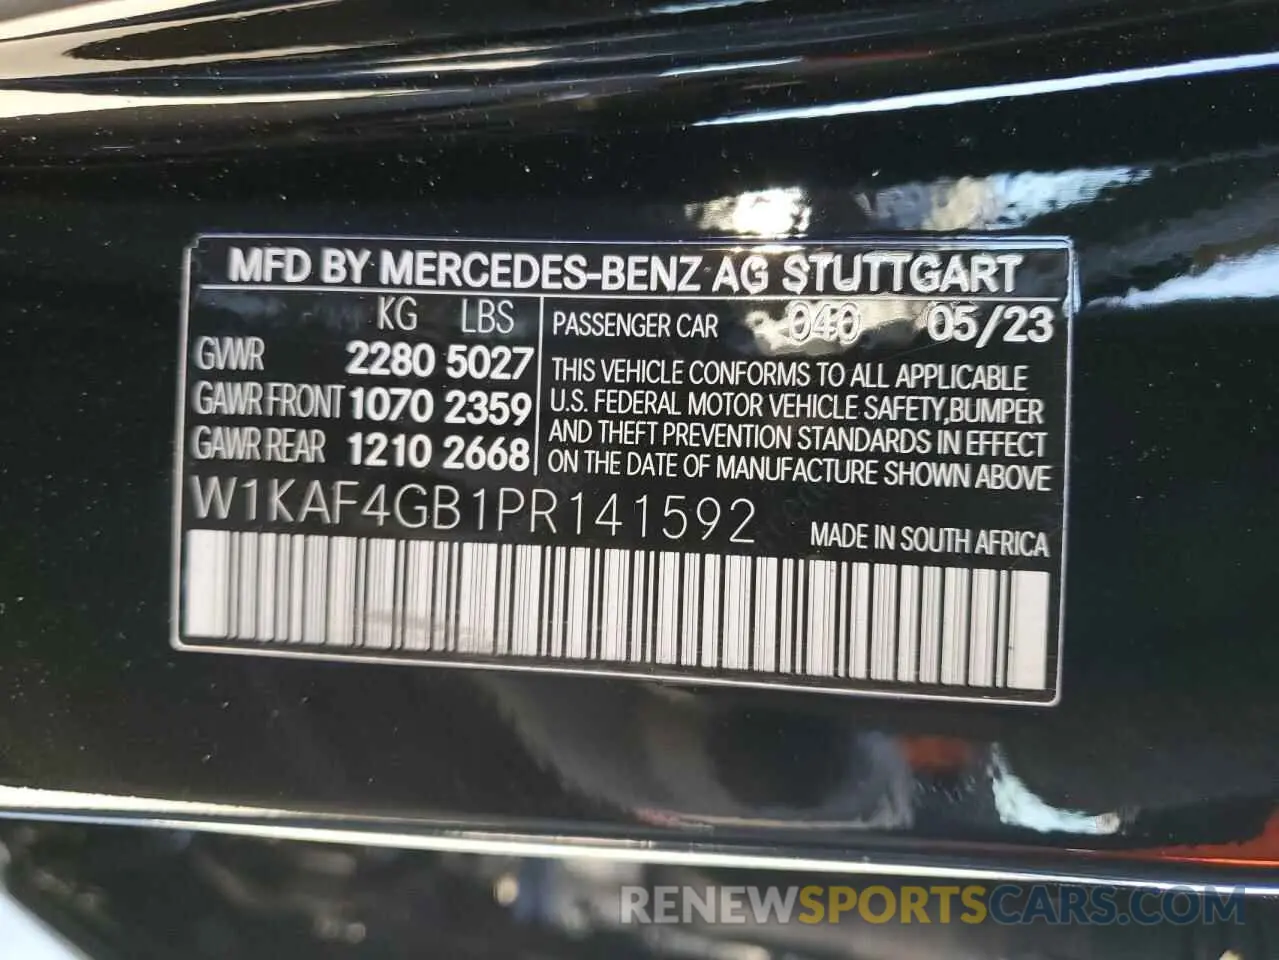 MFD BY MERCEDES-BENZ AG STUTTGART
KG LBS
GVWR 2280 5027
GAWR FRONT 1070 2359
GAWR REAR 1210 2668
PASSENGER CAR 040 05/23
THIS VEHICLE CONFORMS TO ALL APPLICABLE
U.S. FEDERAL MOTOR VEHICLE SAFETY,BUMPER
AND THEFT PREVENTION STANDARDS IN EFFECT
ON THE DATE OF MANUFACTURE SHOWN ABOVE
W1KAF4GB1PR141592
MADE IN SOUTH AFRICA
RENEWSPORTSCARS.COM